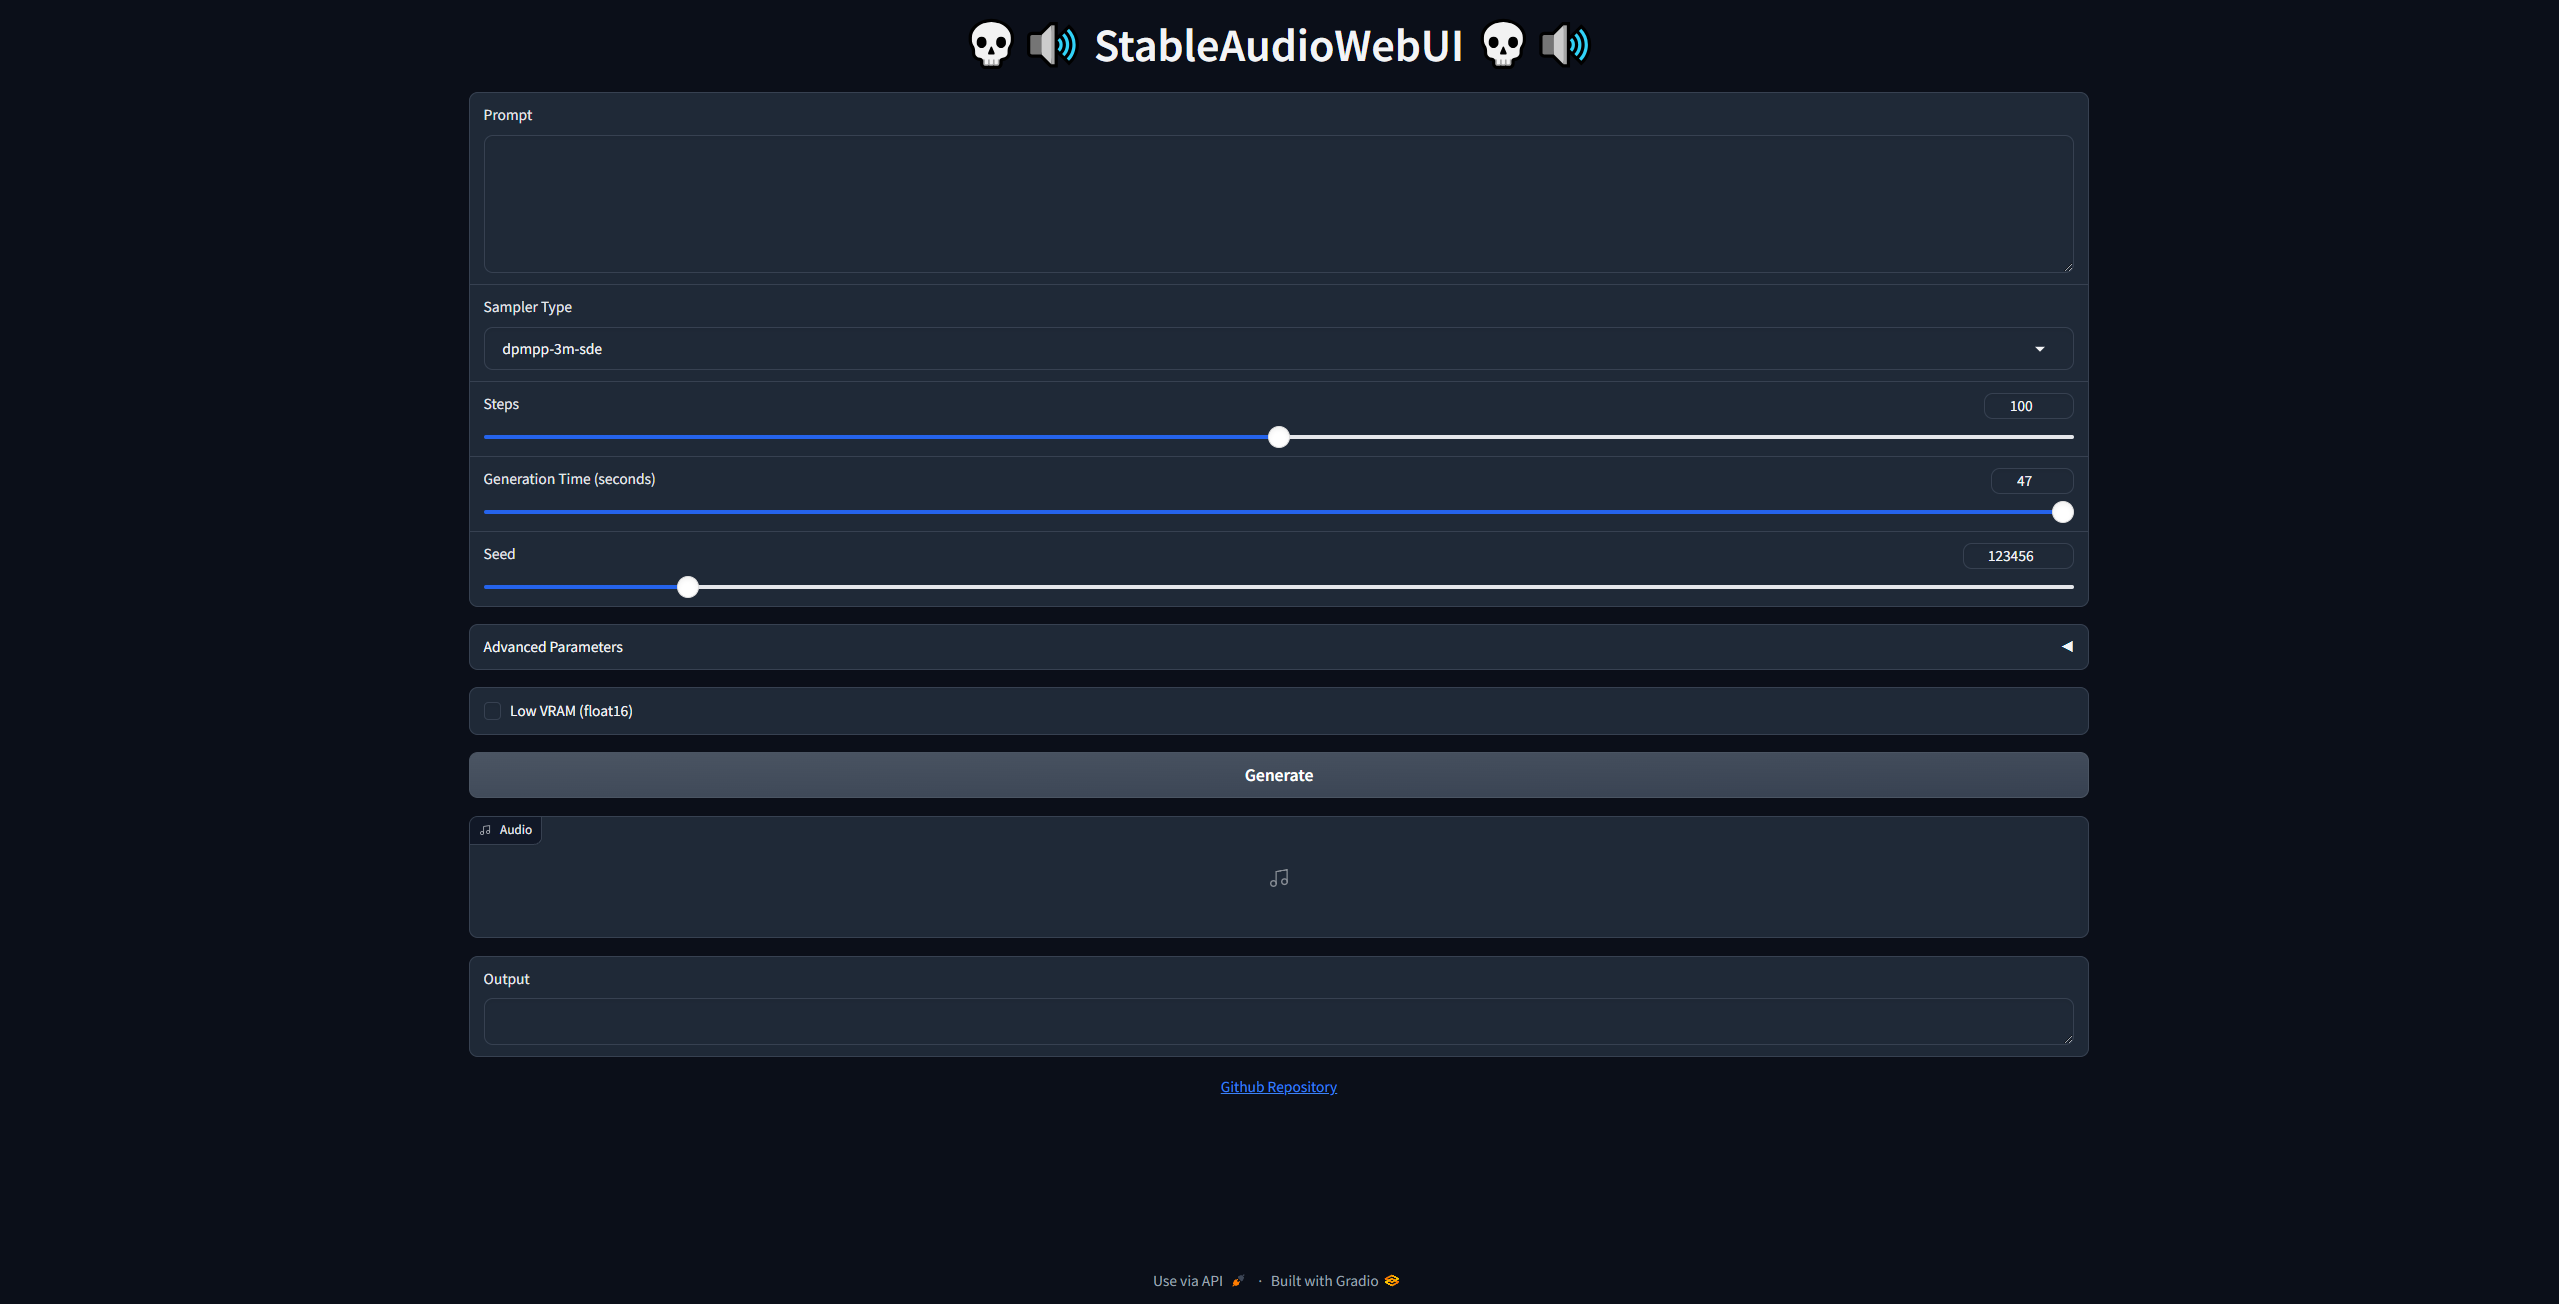 💀🔊 StableAudioWebUI 💀🔊
Prompt
Sampler Type
dpmpp-3m-sde
Steps
100
Generation Time (seconds)
47
Seed
123456
Advanced Parameters
Low VRAM (float16)
Generate
Audio
Output
Github Repository
Use via API · Built with Gradio